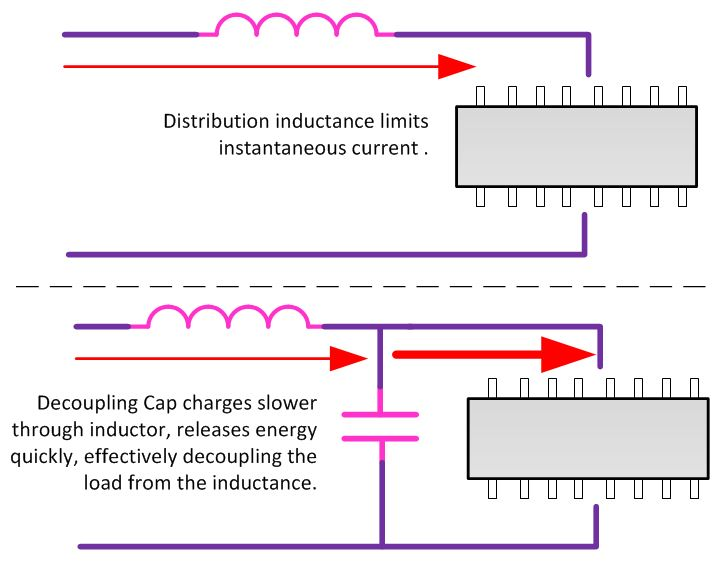 Distribution inductance limits
instantaneous current .
Decoupling Cap charges slower
through inductor, releases energy
quickly, effectively decoupling the
load from the inductance.